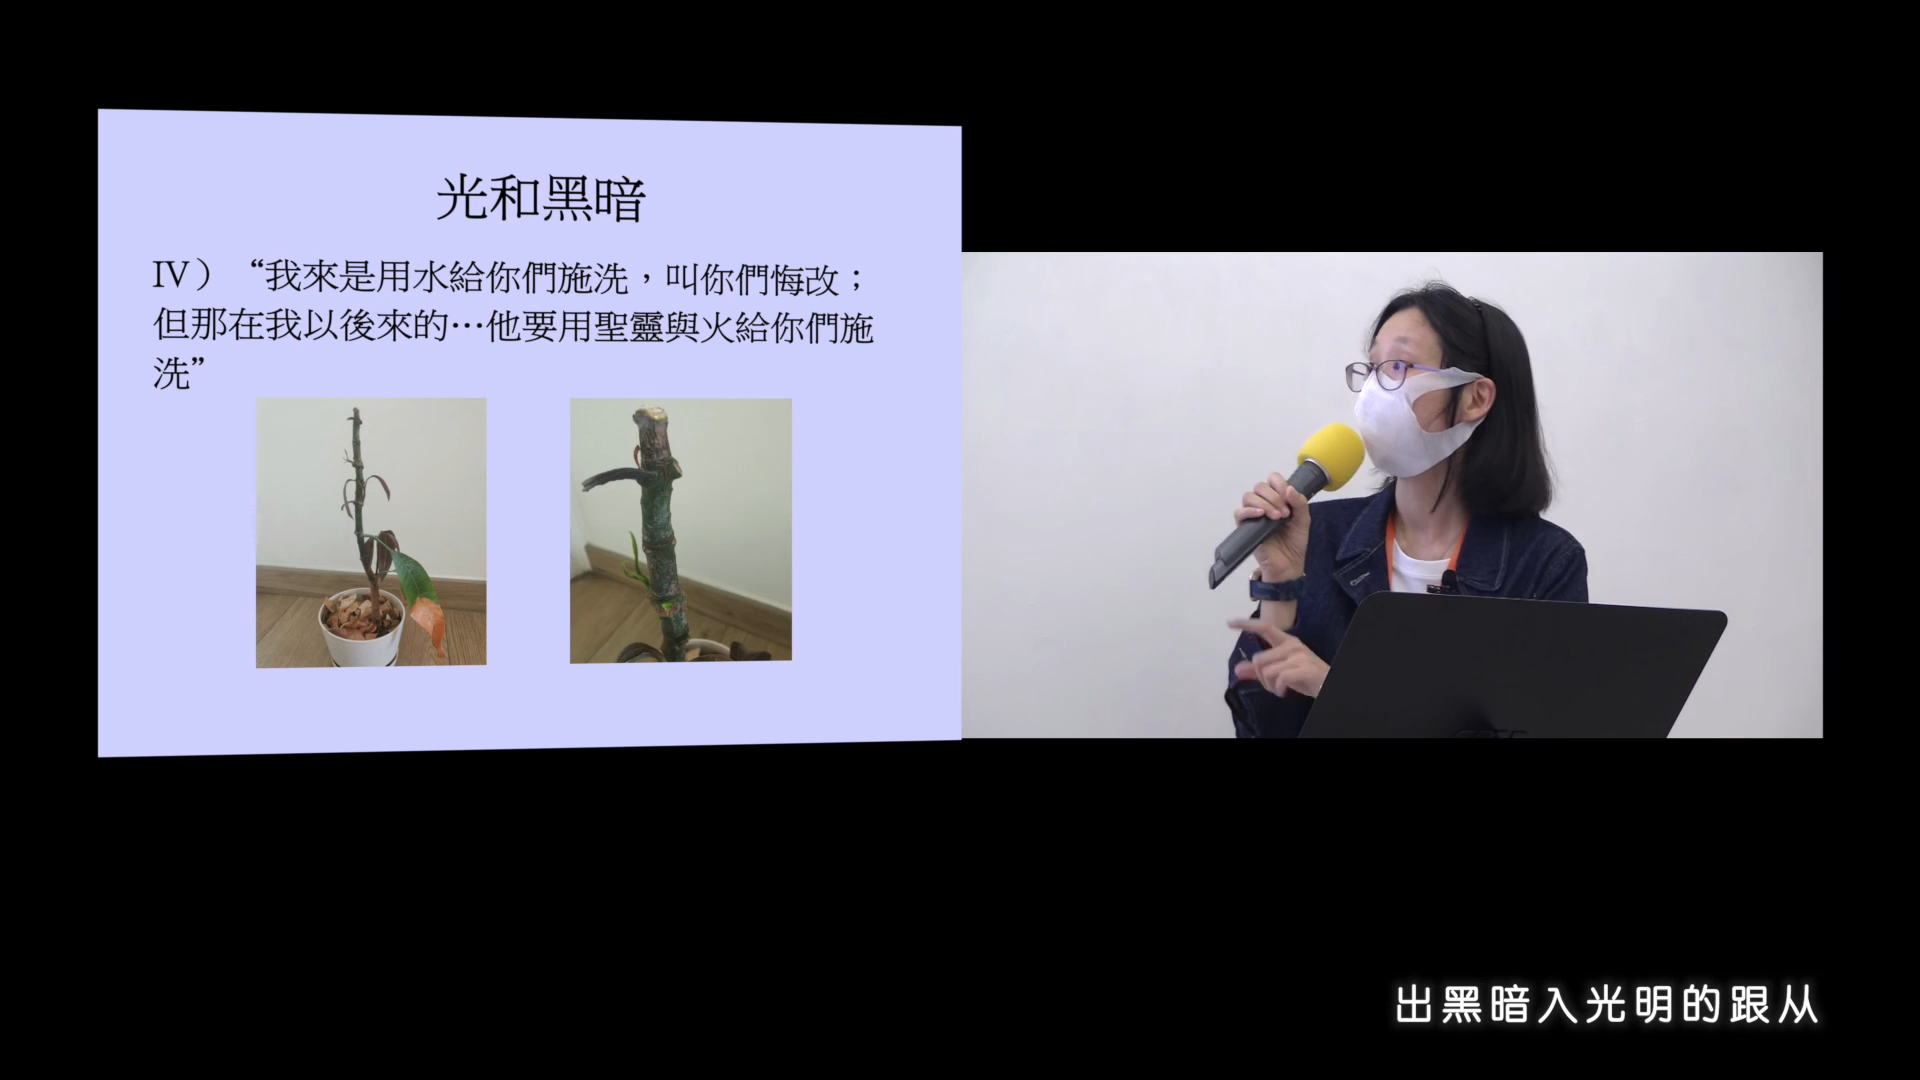 光和黑暗
IV）“我來是用水給你們施洗，叫你們悔改；
但那在我以後來的…他要用聖靈與火給你們施
洗”
出黑暗入光明的跟从